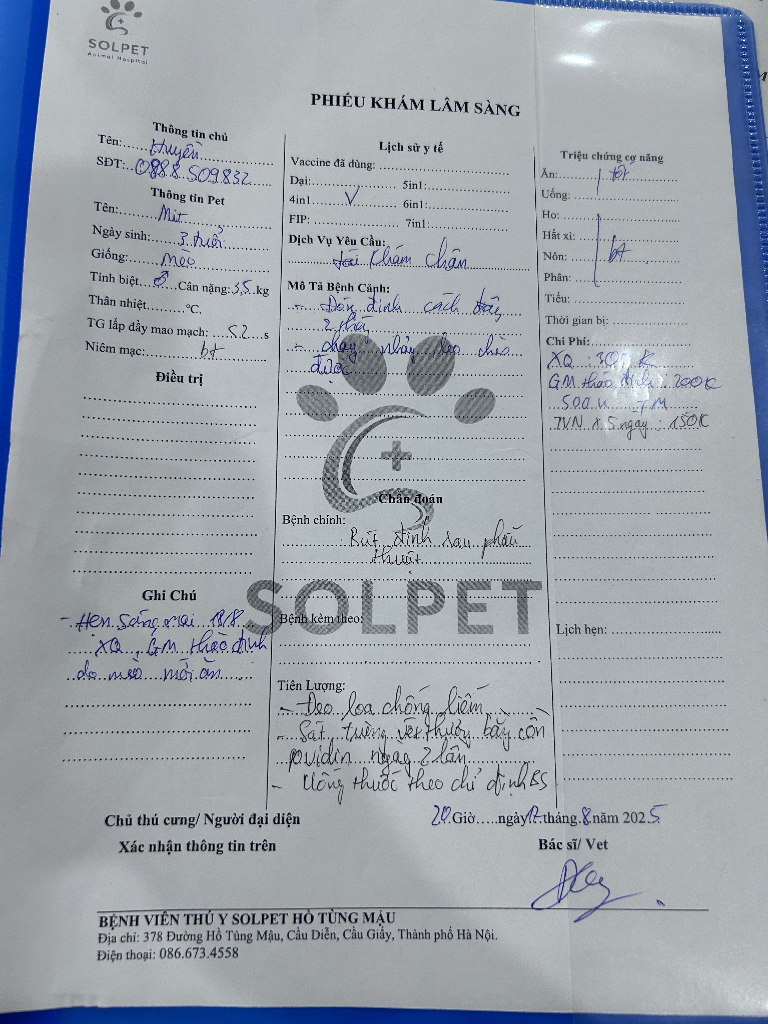 SOLPET
Animal Hospital
PHIẾU KHÁM LÂM SÀNG
Thông tin chủ
Tên: Huyền
SĐT: 0988.509832
Thông tin Pet
Tên: Mít
Ngày sinh: 3 tuổi
Giống: Mèo
Tính biệt ♂ Cân nặng: 3,5 kg
Thân nhiệt °C.
TG lấp đầy mao mạch: <2 s
Niêm mạc: bt
Điều trị
Ghi Chú
- Hẹn sáng mai 18/8
XQ, GM tháo đinh
do mèo mới ăn
Lịch sử y tế
Vaccine đã dùng:
Dại: 5in1:
4in1 V 6in1:
FIP: 7in1:
Dịch Vụ Yêu Cầu:
tái khám chân
Mô Tả Bệnh Cảnh:
- Đóng đinh cách đây
2 tháng
- chạy nhảy leo trèo
được
Chẩn đoán
Bệnh chính:
Rút đinh sau phẫu
thuật
SOLPET
Bệnh kèm theo:
Tiên Lượng:
- Đeo loa chống liếm
- Sát trùng vết thương bằng cồn
povidin ngày 2 lần
- Uống thuốc theo chỉ định BS
Triệu chứng cơ năng
Ăn: bt
Uống:
Ho:
Hắt xì:
Nôn: bt
Phân:
Tiểu:
Thời gian bị:
Chi Phí:
XQ 300K
GM tháo đinh: 200K
500K TM
TVN x 5 ngày: 150K
Lịch hẹn:
Chủ thú cưng/ Người đại diện
Xác nhận thông tin trên
20 Giờ.....ngày 17 tháng 8 năm 2025
Bác sĩ/ Vet
BỆNH VIỆN THÚ Y SOLPET HỒ TÙNG MẬU
Địa chỉ: 378 Đường Hồ Tùng Mậu, Cầu Diễn, Cầu Giấy, Thành phố Hà Nội.
Điện thoại: 086.673.4558